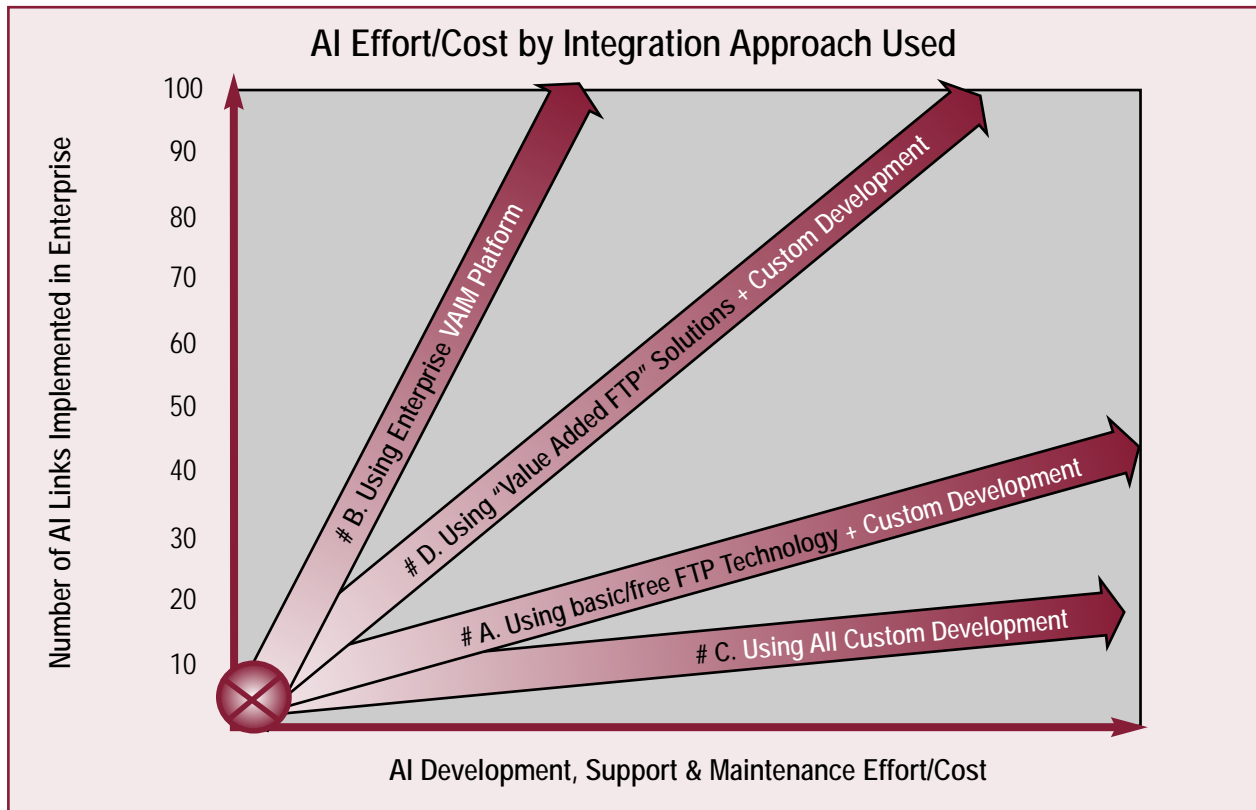 AI Effort/Cost by Integration Approach Used
Number of AI Links Implemented in Enterprise
100
90
80
70
60
50
40
30
20
10
# B. Using Enterprise VAIM Platform
# D. Using “Value Added FTP” Solutions + Custom Development
# A. Using basic/free FTP Technology + Custom Development
# C. Using All Custom Development
AI Development, Support & Maintenance Effort/Cost